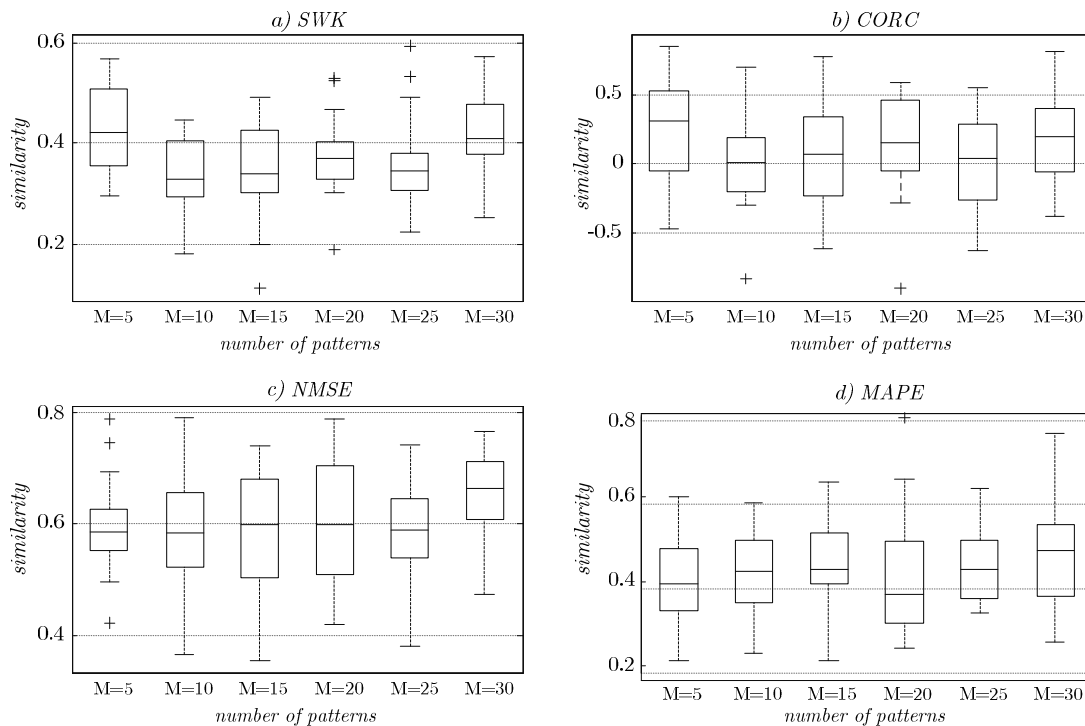 a) SWK
0.6
0.4
0.2
similarity
M=5 M=10 M=15 M=20 M=25 M=30
number of patterns
b) CORC
0.5
0
-0.5
similarity
M=5 M=10 M=15 M=20 M=25 M=30
number of patterns
c) NMSE
0.8
0.6
0.4
similarity
M=5 M=10 M=15 M=20 M=25 M=30
number of patterns
d) MAPE
0.8
0.6
0.4
0.2
similarity
M=5 M=10 M=15 M=20 M=25 M=30
number of patterns